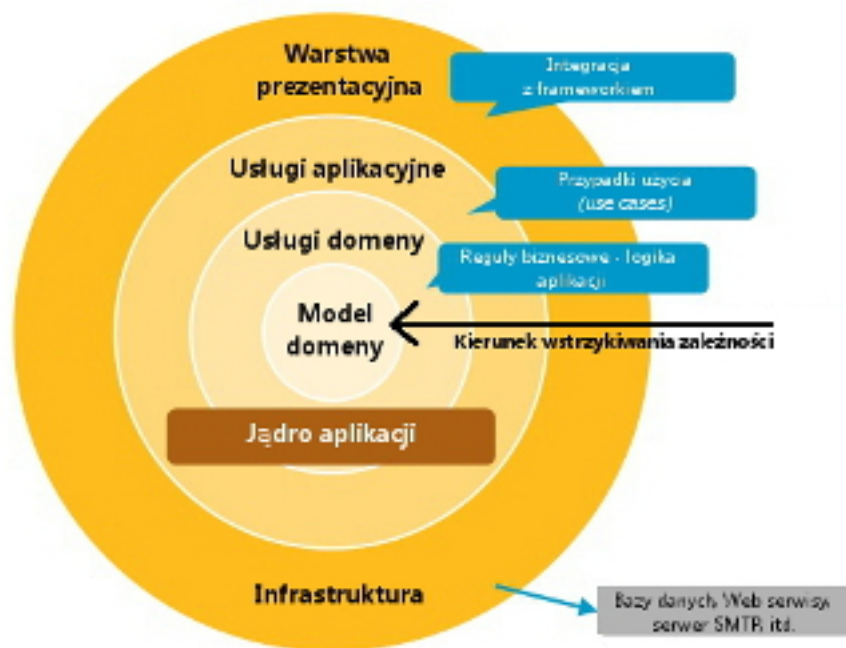 Warstwa
prezentacyjna
Integracja
z frameworkiem
Usługi aplikacyjne
Przypadki użycia
(use cases)
Usługi domeny
Reguły biznesowe - logika
aplikacji
Model
domeny
Kierunek wstrzykiwania zależności
Jądro aplikacji
Infrastruktura
Bazy danych, Web serwisy,
serwer SMTP, itd.